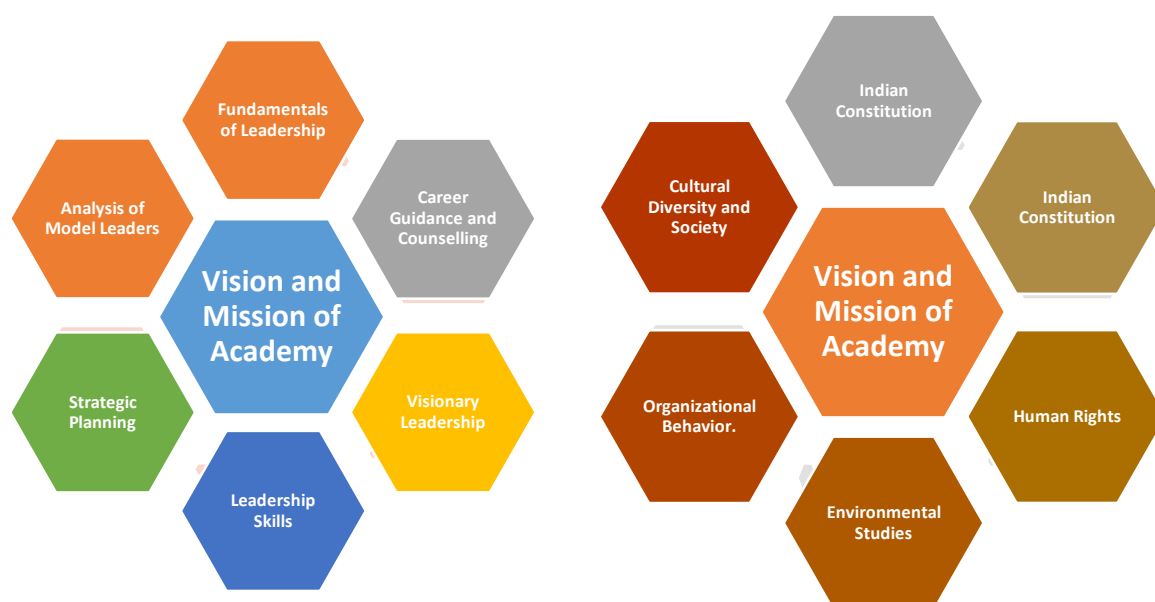 Fundamentals
of Leadership
Career
Guidance and
Counselling
Visionary
Leadership
Leadership
Skills
Strategic
Planning
Analysis of
Model Leaders
Vision and
Mission of
Academy
Indian
Constitution
Indian
Constitution
Human Rights
Environmental
Studies
Organizational
Behavior.
Cultural
Diversity and
Society
Vision and
Mission of
Academy